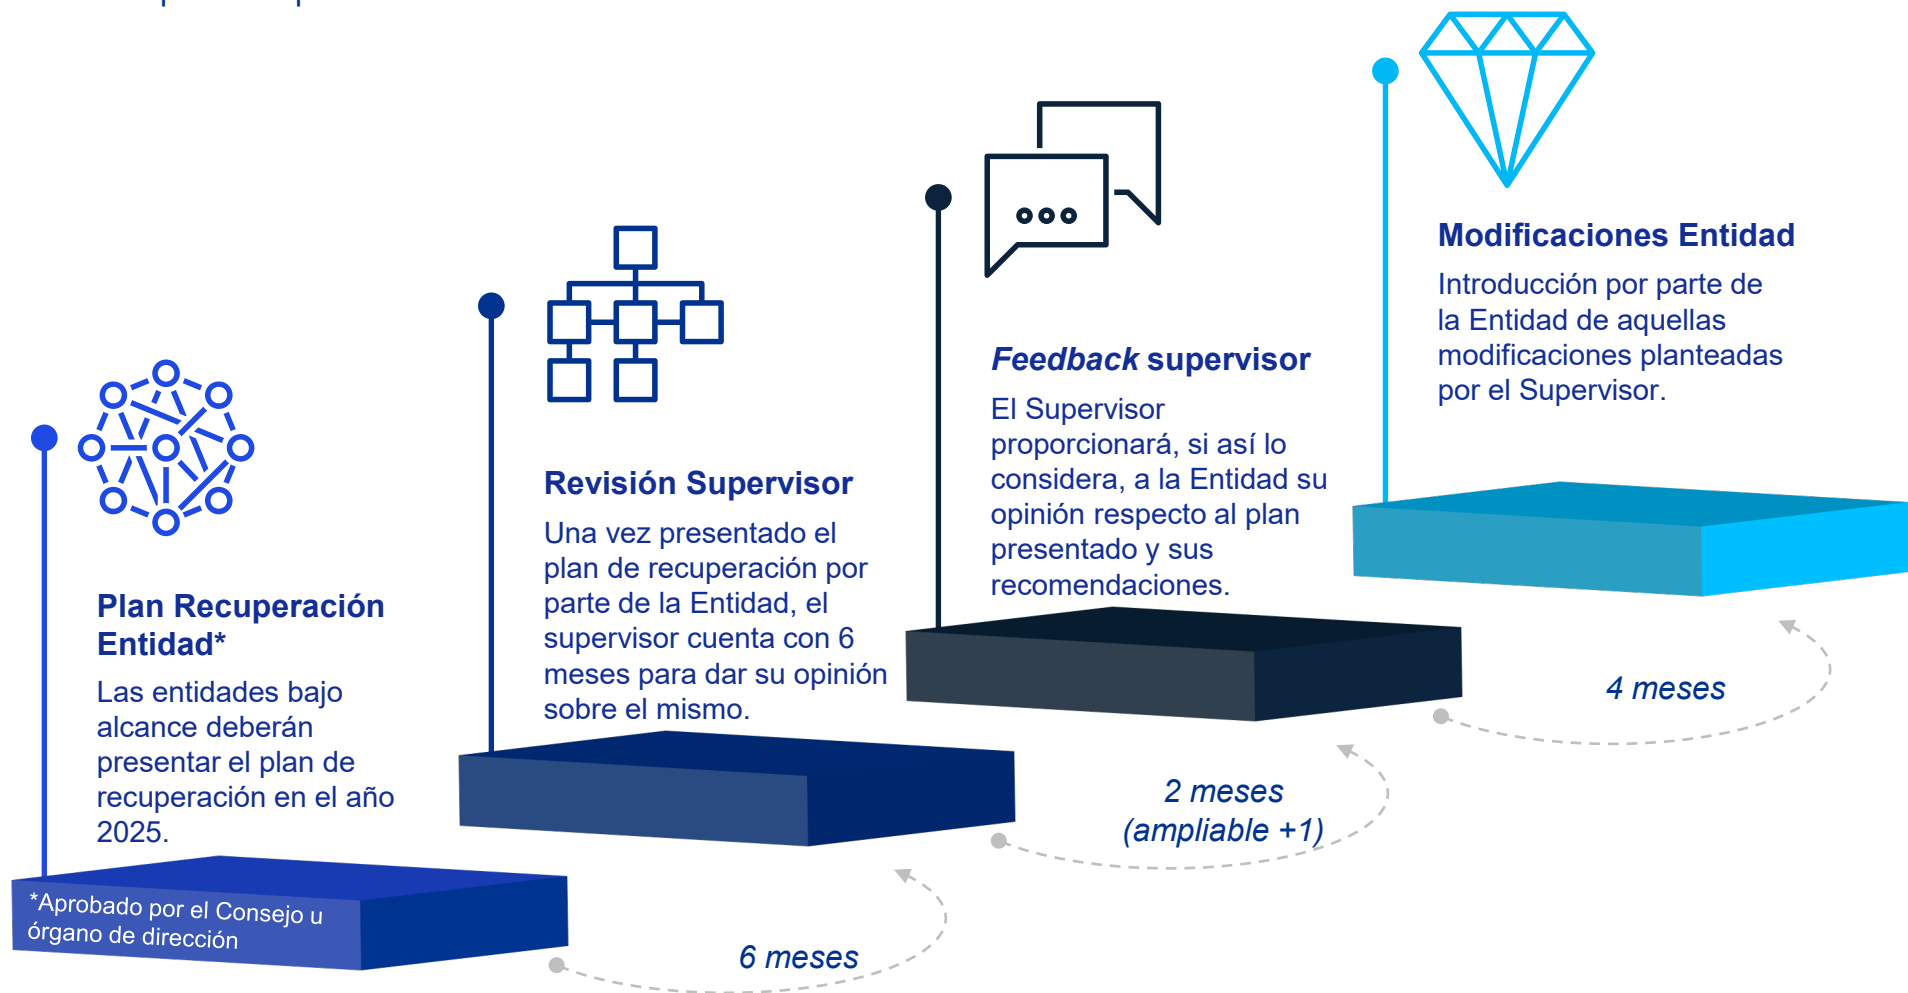 Plan Recuperación
Entidad*
Las entidades bajo
alcance deberán
presentar el plan de
recuperación en el año
2025.
*Aprobado por el Consejo u
órgano de dirección
6 meses
Revisión Supervisor
Una vez presentado el
plan de recuperación por
parte de la Entidad, el
supervisor cuenta con 6
meses para dar su opinión
sobre el mismo.
2 meses
(ampliable +1)
Feedback supervisor
El Supervisor
proporcionará, si así lo
considera, a la Entidad su
opinión respecto al plan
presentado y sus
recomendaciones.
4 meses
Modificaciones Entidad
Introducción por parte de
la Entidad de aquellas
modificaciones planteadas
por el Supervisor.